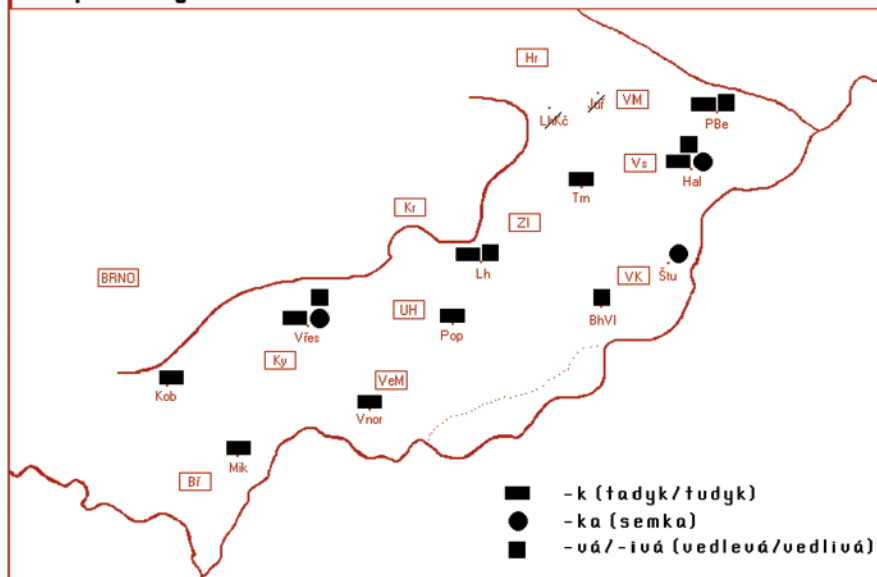 Hr
VM
LhKč
Juř
PBe
Vs
Hal
Trn
Kr
Zl
BRNO
Lh
VK
Štu
UH
BhVl
Vřes
Pop
Ky
VeM
Kob
Vnor
Mik
Bř
-k (tadyk/tudyk)
-ka (semka)
-vá/-ivá (vedlevá/vedlivá)